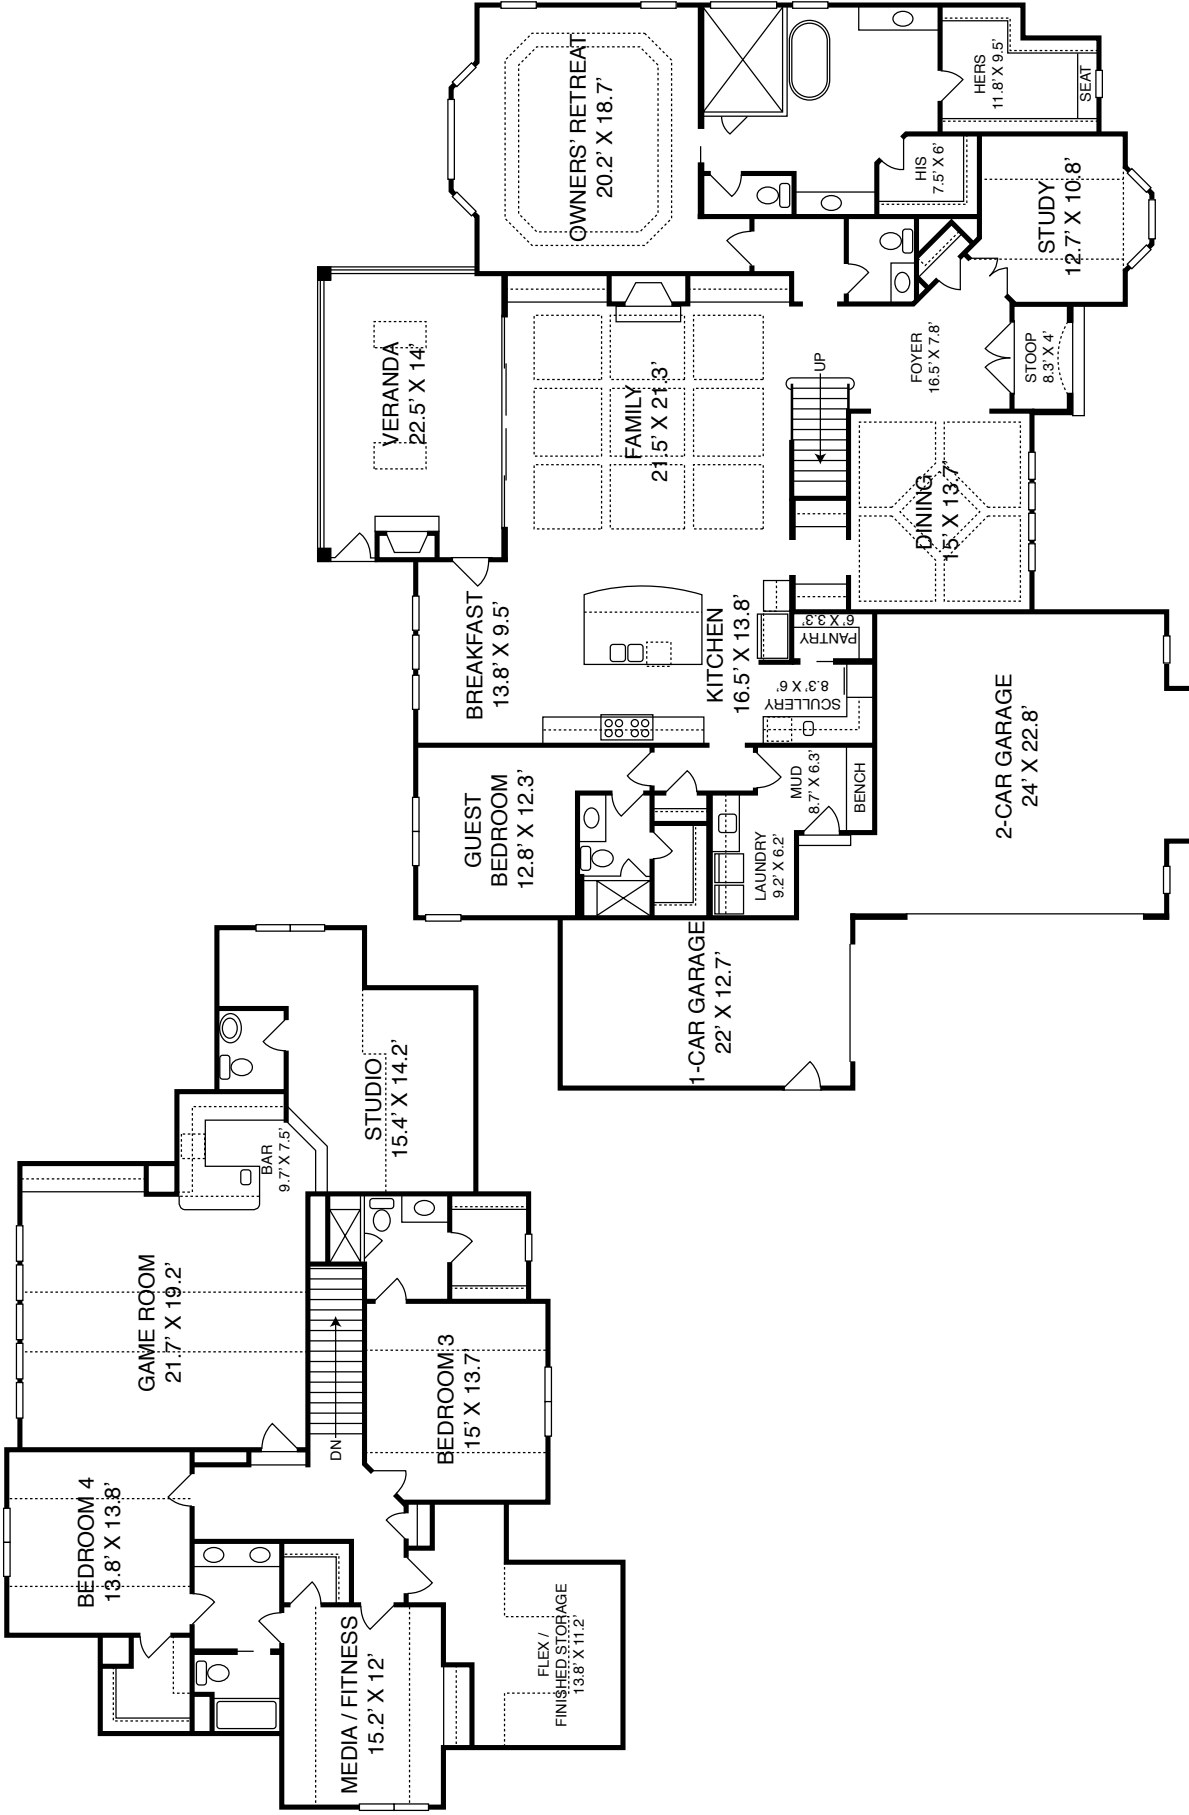 OWNERS' RETREAT
20.2' X 18.7'
HERS
11.8' X 9.5'
SEAT
HIS
7.5' X 6'
STUDY
12.7' X 10.8'
VERANDA
22.5' X 14'
FAMILY
21.5' X 21.3'
UP
FOYER
16.5' X 7.8'
STOOP
8.3' X 4'
DINING
15' X 13.7'
BREAKFAST
13.8' X 9.5'
KITCHEN
16.5' X 13.8'
PANTRY
6' X 3.3'
SCULLERY
8.3' X 6'
GUEST
BEDROOM
12.8' X 12.3'
MUD
8.7' X 6.3'
BENCH
LAUNDRY
9.2' X 6.2'
2-CAR GARAGE
24' X 22.8'
1-CAR GARAGE
22' X 12.7'
STUDIO
15.4' X 14.2'
BAR
9.7' X 7.5'
GAME ROOM
21.7' X 19.2'
DN
BEDROOM 3
15' X 13.7'
BEDROOM 4
13.8' X 13.8'
MEDIA / FITNESS
15.2' X 12'
FLEX /
FINISHED STORAGE
13.8' X 11.2'